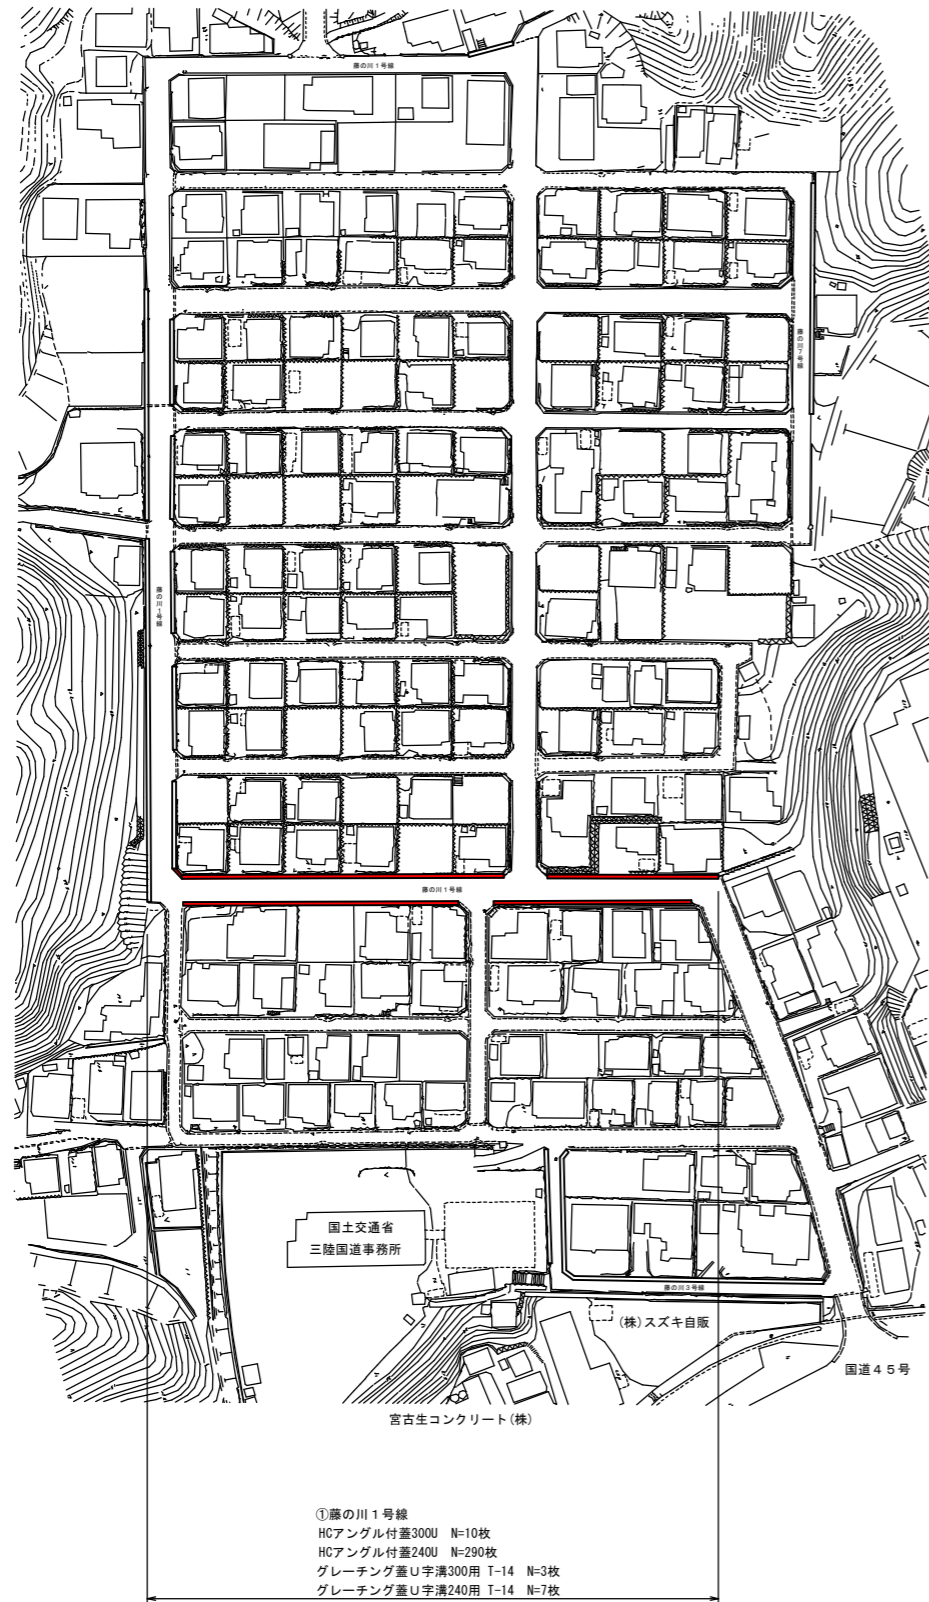 藤の川１号線
藤の川７号線
藤の川１号線
藤の川１号線
国土交通省
三陸国道事務所
藤の川３号線
(株)スズキ自販
国道４５号
宮古生コンクリート(株)
①藤の川１号線
HCアングル付蓋300U N=10枚
HCアングル付蓋240U N=290枚
グレーチング蓋Ｕ字溝300用 T-14 N=3枚
グレーチング蓋Ｕ字溝240用 T-14 N=7枚